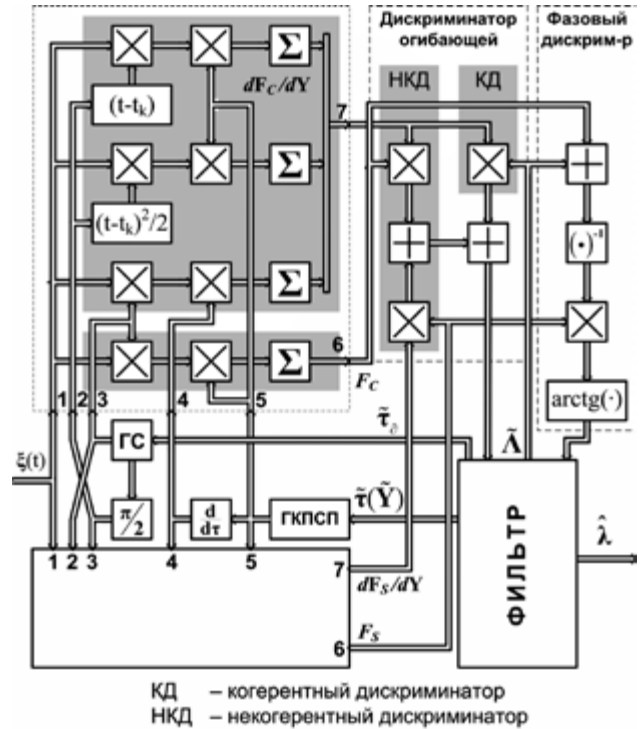 Дискриминатор
огибающей
Фазовый
дискрим-р
НКД
КД
Σ
dF_C/dY
7
(t-t_k)
Σ
(t-t_k)²/2
(•)⁻¹
Σ
Σ
6
F_C
1 2 3 4 5
arctg(·)
ξ(t)
ГС
τ̃_∂
Λ̃
π/2
d/dτ
ГКПСП
τ̃(Ỹ)
ФИЛЬТР
λ̂
1 2 3 4 5
7
dF_S/dY
F_S
6
КД – когерентный дискриминатор
НКД – некогерентный дискриминатор